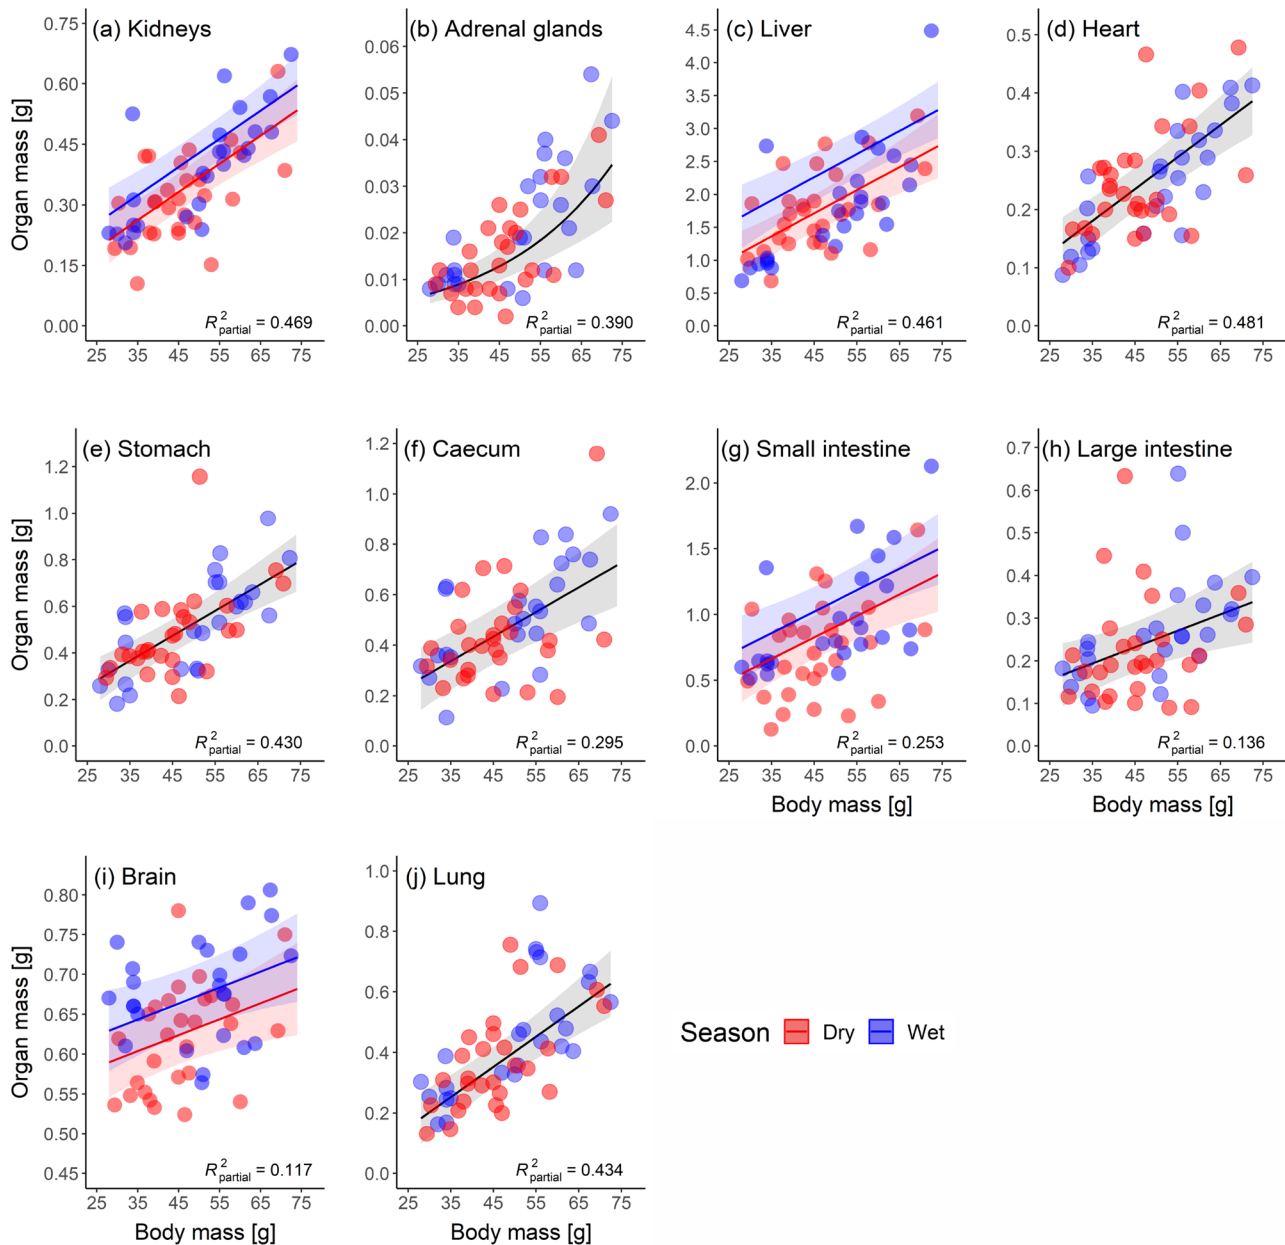 (a) Kidneys
Organ mass [g]
0.75
0.60
0.45
0.30
0.15
0.00
R²partial = 0.469
25 35 45 55 65 75
(b) Adrenal glands
0.06
0.05
0.04
0.03
0.02
0.01
0.00
R²partial = 0.390
25 35 45 55 65 75
(c) Liver
4.5
4.0
3.5
3.0
2.5
2.0
1.5
1.0
0.5
0.0
R²partial = 0.461
25 35 45 55 65 75
(d) Heart
0.5
0.4
0.3
0.2
0.1
0.0
R²partial = 0.481
25 35 45 55 65 75
(e) Stomach
Organ mass [g]
1.2
1.0
0.8
0.6
0.4
0.2
0.0
R²partial = 0.430
25 35 45 55 65 75
(f) Caecum
1.2
1.0
0.8
0.6
0.4
0.2
0.0
R²partial = 0.295
25 35 45 55 65 75
(g) Small intestine
2.0
1.5
1.0
0.5
0.0
R²partial = 0.253
25 35 45 55 65 75
Body mass [g]
(h) Large intestine
0.7
0.6
0.5
0.4
0.3
0.2
0.1
0.0
R²partial = 0.136
25 35 45 55 65 75
Body mass [g]
(i) Brain
Organ mass [g]
0.80
0.75
0.70
0.65
0.60
0.55
0.50
0.45
R²partial = 0.117
25 35 45 55 65 75
Body mass [g]
(j) Lung
1.0
0.8
0.6
0.4
0.2
0.0
R²partial = 0.434
25 35 45 55 65 75
Body mass [g]
Season Dry Wet